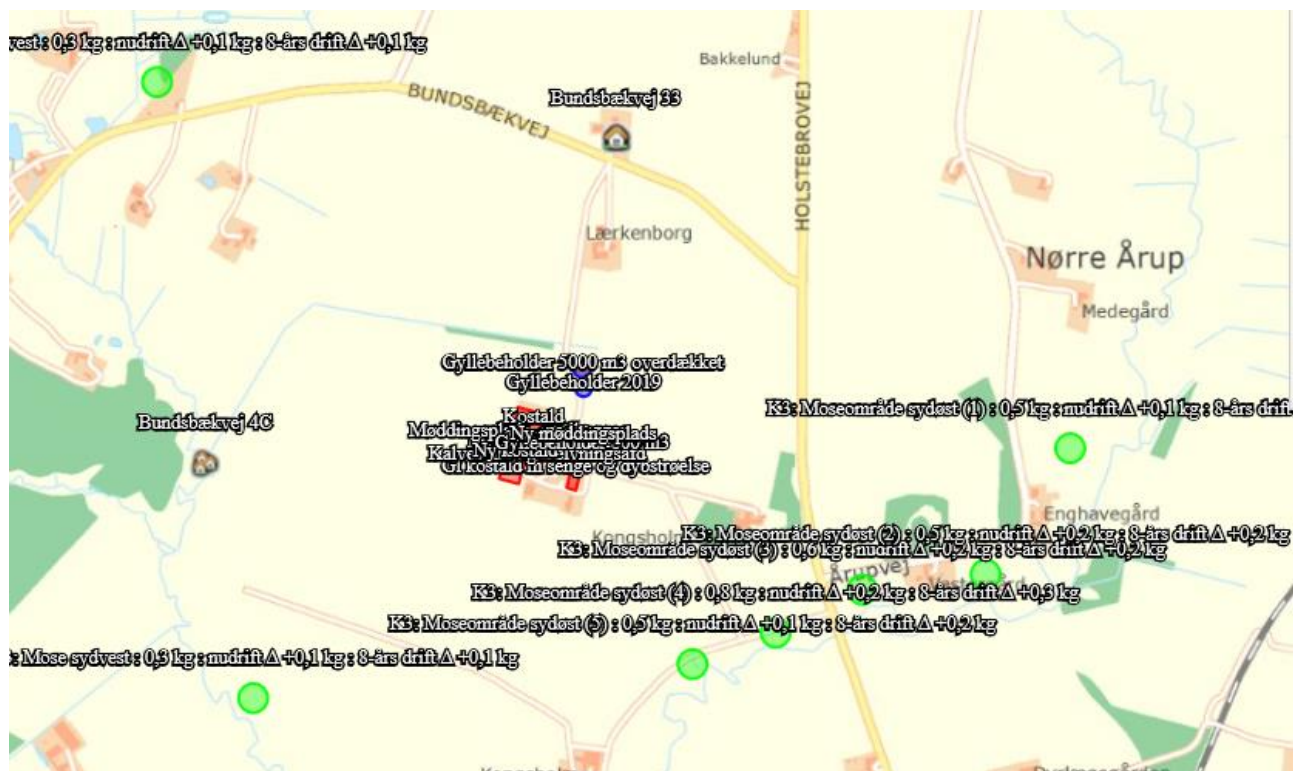 vest : 0,3 kg : nudrift Δ +0,1 kg : 8-års drift Δ +0,1 kg
Bakkelund
BUNDSBÆKVEJ
Bundsbækvej 33
HOLSTEBROVEJ
Lærkenborg
Nørre Årup
Medegård
Gyllebeholder 5000 m3 overdækket
Gyllebeholder 2019
Kostald
K3: Moseområde sydøst (1) : 0,5 kg : nudrift Δ +0,1 kg : 8-års drif
Bundsbækvej 4C
Ny møddingsplads
Gl kostald m senge og dybstrøelse
Enghavegård
Kongsholm
K3: Moseområde sydøst (2) : 0,5 kg : nudrift Δ +0,2 kg : 8-års drift Δ +0,2 kg
K3: Moseområde sydøst (3) : 0,6 kg : nudrift Δ +0,2 kg : 8-års drift Δ +0,2 kg
Årupvej
K3: Moseområde sydøst (4) : 0,8 kg : nudrift Δ +0,2 kg : 8-års drift Δ +0,3 kg
K3: Moseområde sydøst (5) : 0,5 kg : nudrift Δ +0,1 kg : 8-års drift Δ +0,2 kg
: Mose sydvest : 0,3 kg : nudrift Δ +0,1 kg : 8-års drift Δ +0,1 kg